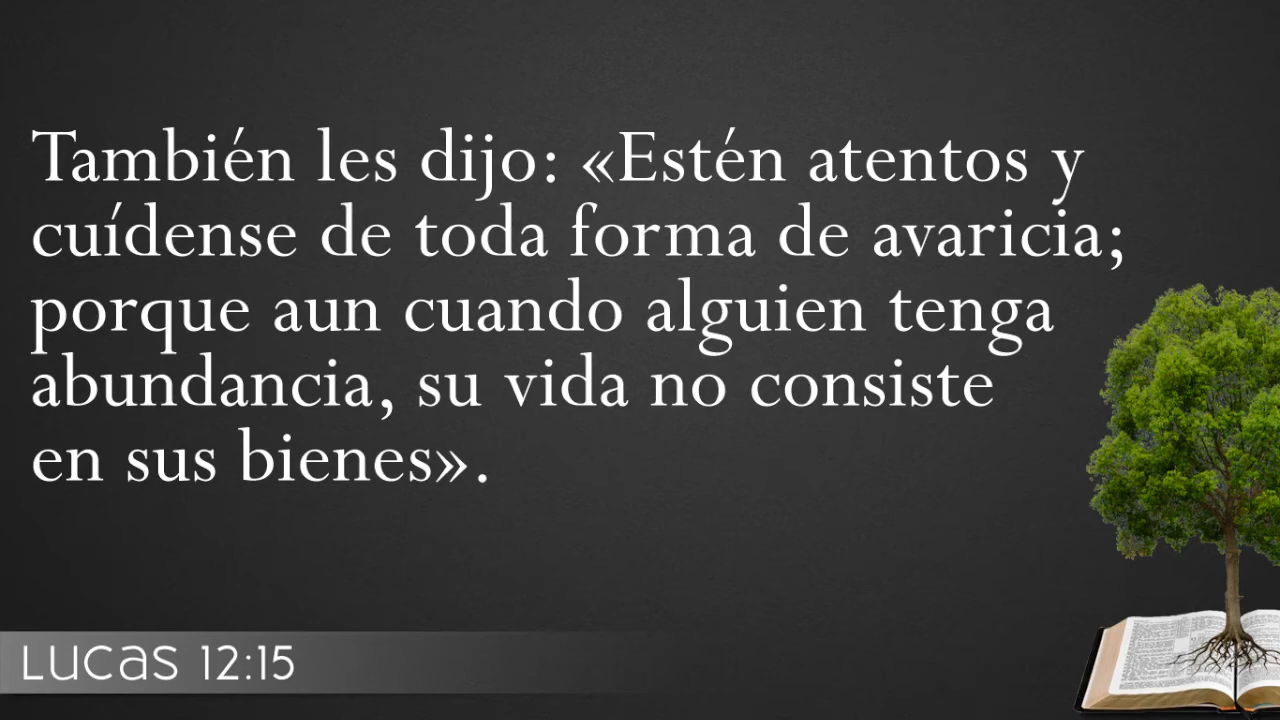 También les dijo: «Estén atentos y
cuídense de toda forma de avaricia;
porque aun cuando alguien tenga
abundancia, su vida no consiste
en sus bienes».
Lucas 12:15